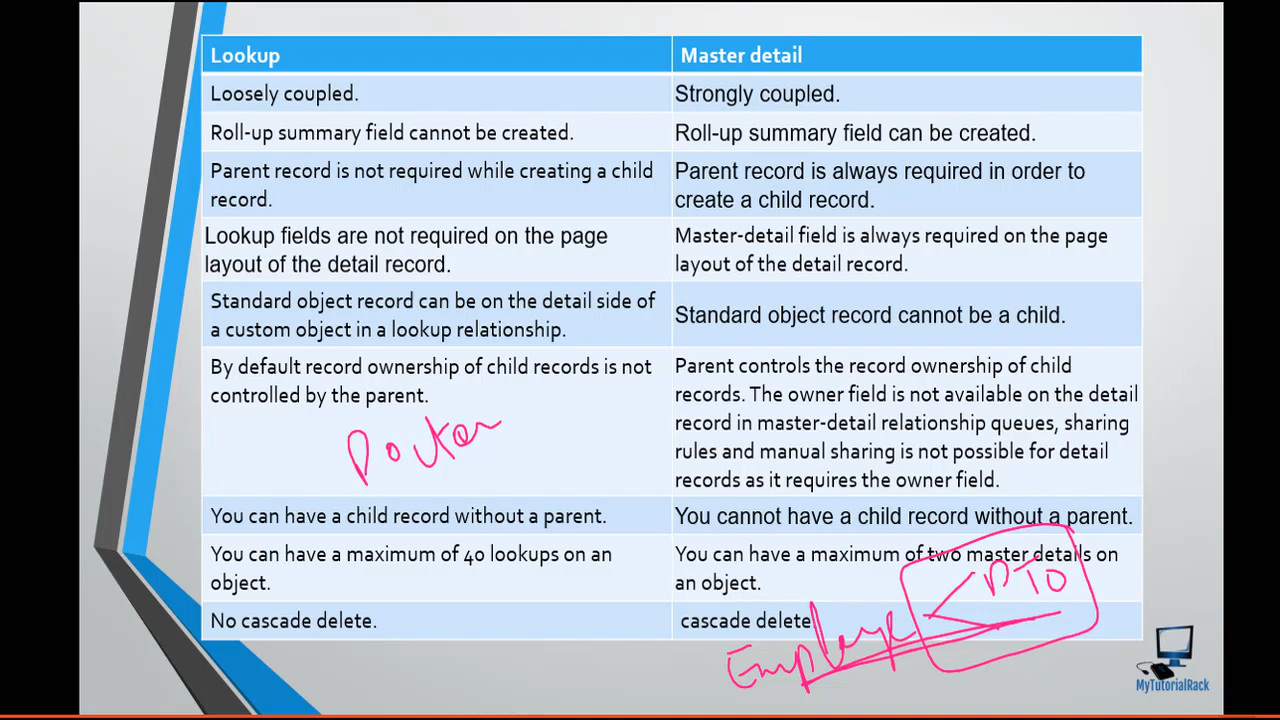 Lookup
Master detail
Loosely coupled.
Strongly coupled.
Roll-up summary field cannot be created.
Roll-up summary field can be created.
Parent record is not required while creating a child
record.
Parent record is always required in order to
create a child record.
Lookup fields are not required on the page
layout of the detail record.
Master-detail field is always required on the page
layout of the detail record.
Standard object record can be on the detail side of
a custom object in a lookup relationship.
Standard object record cannot be a child.
By default record ownership of child records is not
controlled by the parent.
Parent controls the record ownership of child
records. The owner field is not available on the detail
record in master-detail relationship queues, sharing
rules and manual sharing is not possible for detail
records as it requires the owner field.
You can have a child record without a parent.
You cannot have a child record without a parent.
You can have a maximum of 40 lookups on an
object.
You can have a maximum of two master details on
an object.
No cascade delete.
cascade delete
PTO
MyTutorialRack